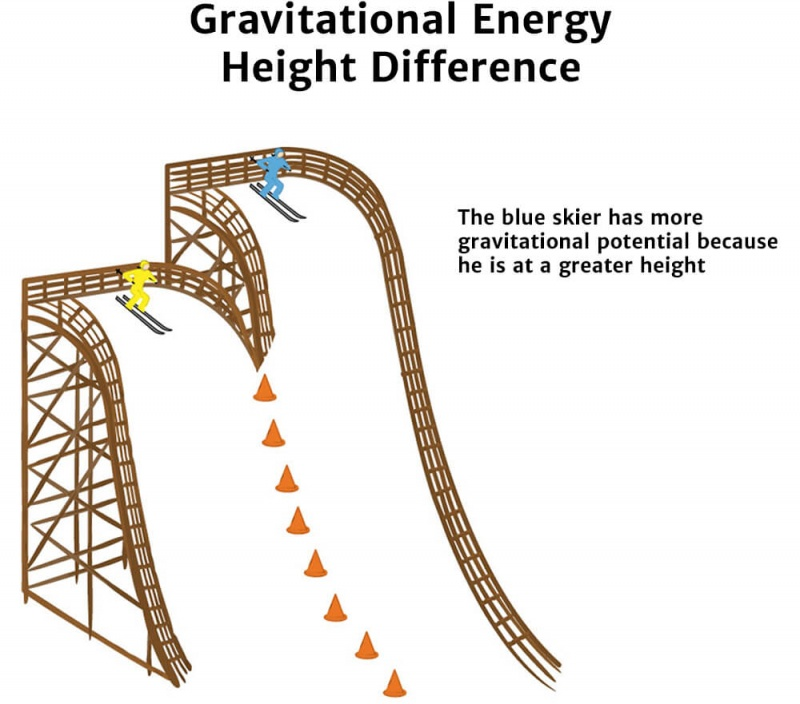 Gravitational Energy
Height Difference
The blue skier has more
gravitational potential because
he is at a greater height